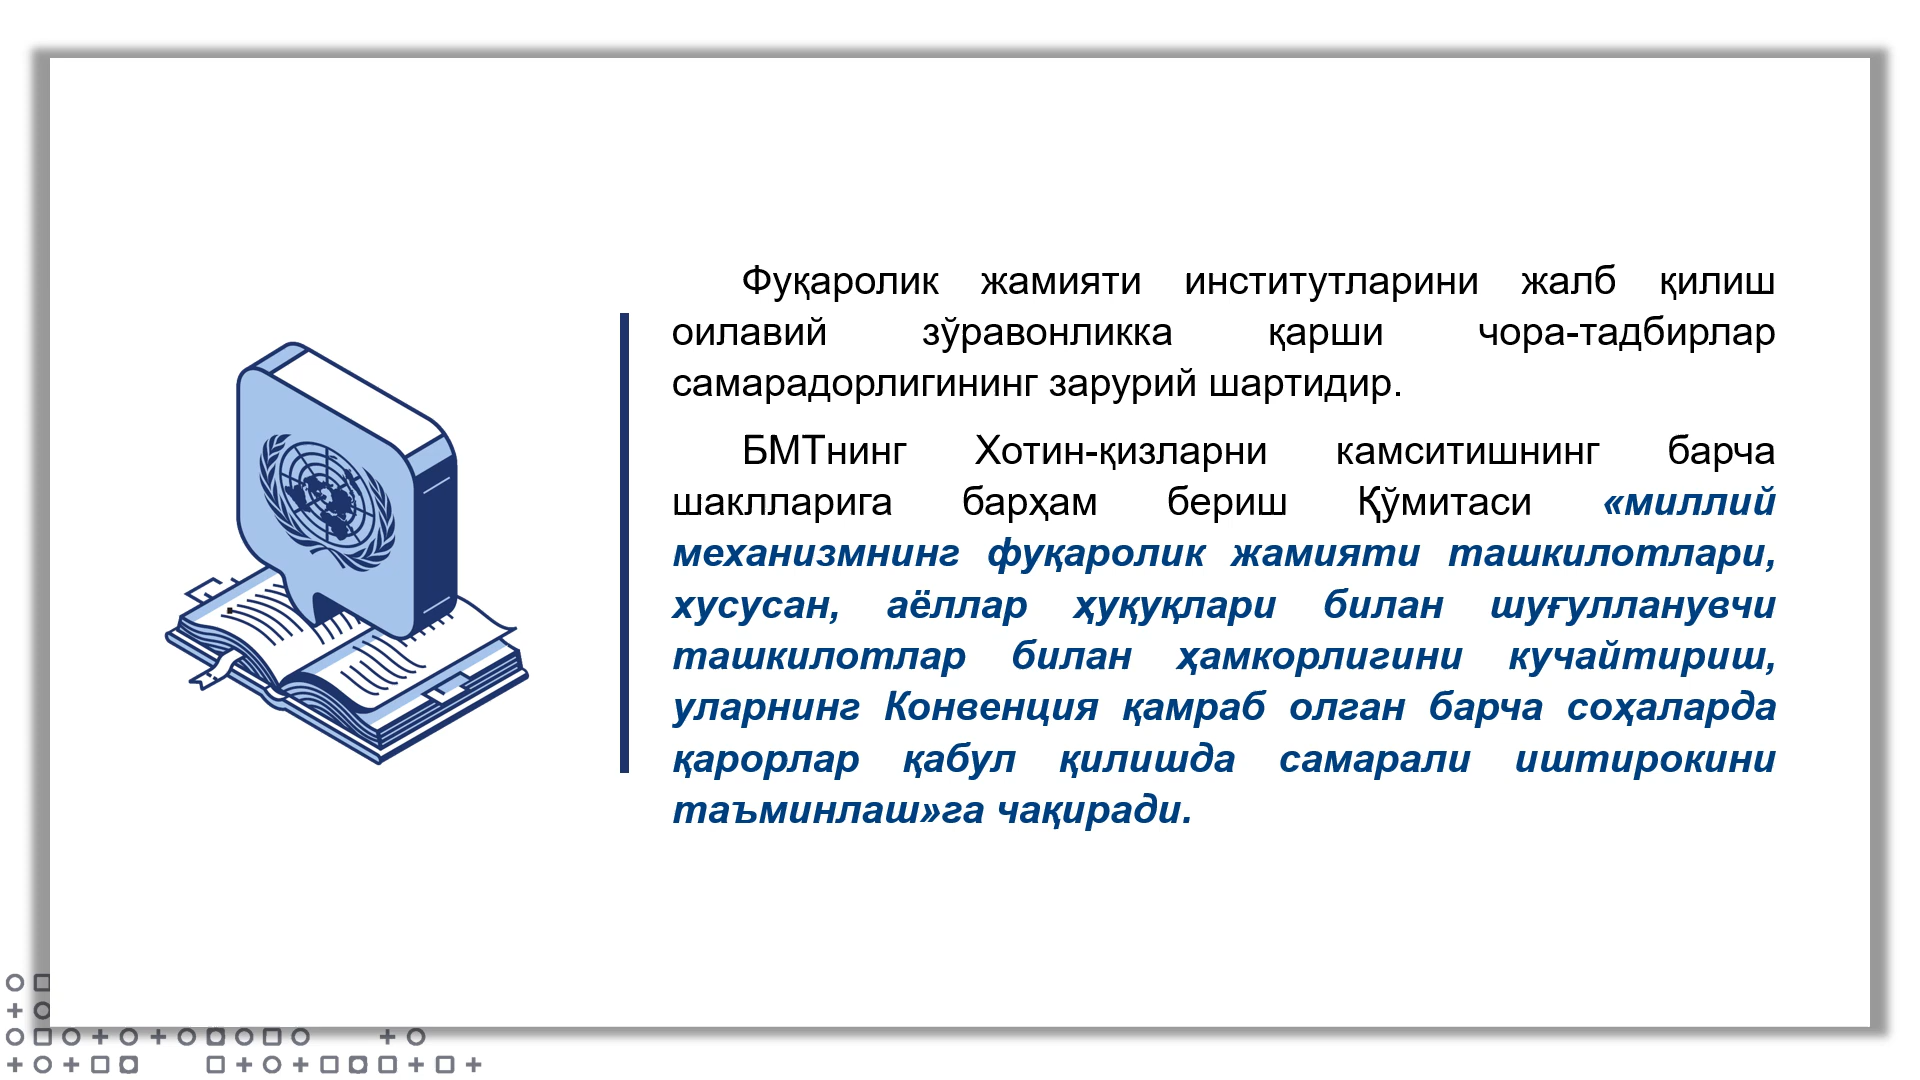 Фуқаролик жамияти институтларини жалб қилиш
оилавий зўравонликка қарши чора-тадбирлар
самарадорлигининг зарурий шартидир.
БМТнинг Хотин-қизларни камситишнинг барча
шаклларига барҳам бериш Қўмитаси «миллий
механизмнинг фуқаролик жамияти ташкилотлари,
хусусан, аёллар ҳуқуқлари билан шуғулланувчи
ташкилотлар билан ҳамкорлигини кучайтириш,
уларнинг Конвенция қамраб олган барча соҳаларда
қарорлар қабул қилишда самарали иштирокини
таъминлаш»га чақиради.